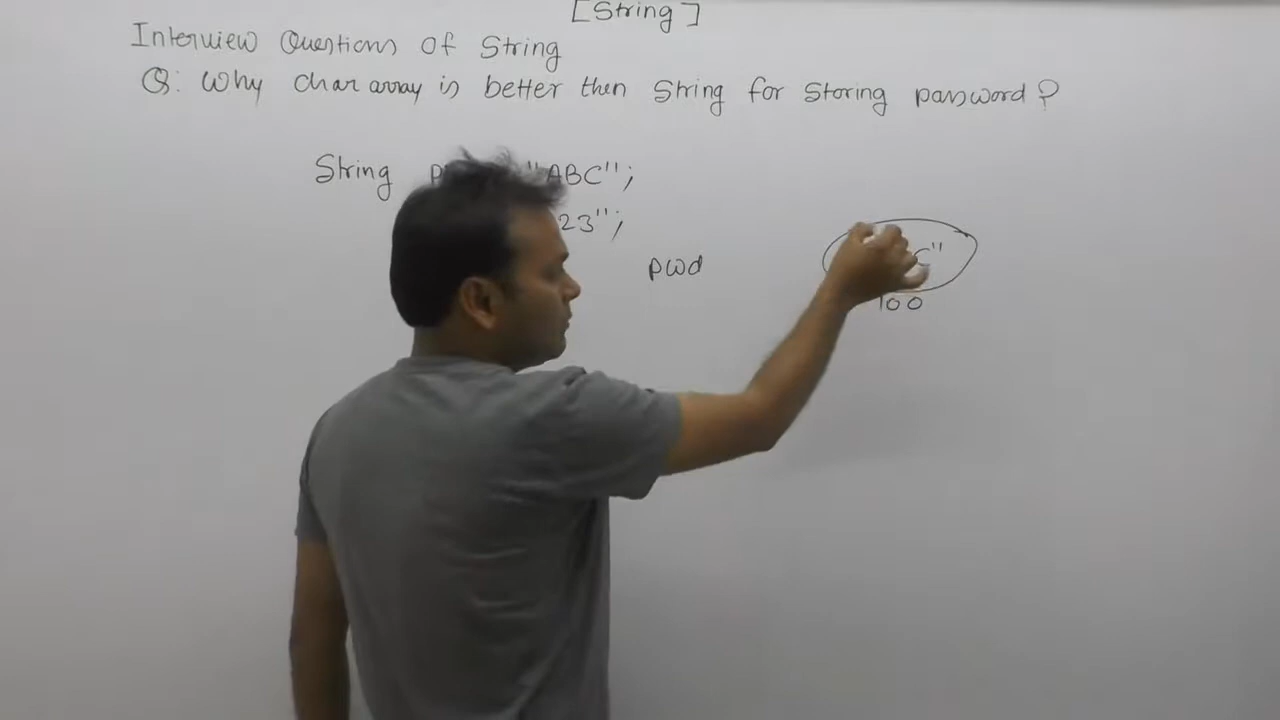 [String]
Interview Questions of String
Q: Why char array is better then String for Storing password?
String "ABC";
23";
pwd
C"
100